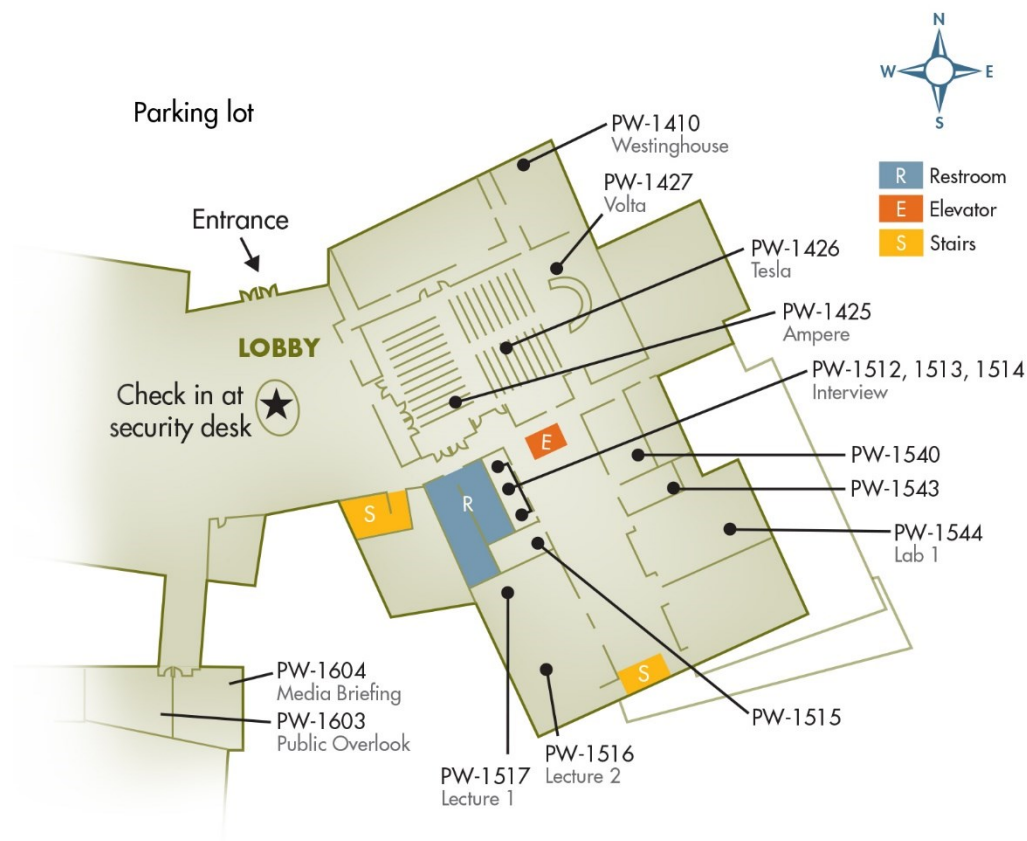 N
W
E
S
Parking lot
PW-1410
Westinghouse
R Restroom
E Elevator
S Stairs
PW-1427
Volta
Entrance
PW-1426
Tesla
PW-1425
Ampere
LOBBY
PW-1512, 1513, 1514
Interview
Check in at
security desk
E
PW-1540
PW-1543
R
S
PW-1544
Lab 1
S
PW-1604
Media Briefing
PW-1603
Public Overlook
PW-1515
PW-1516
Lecture 2
PW-1517
Lecture 1